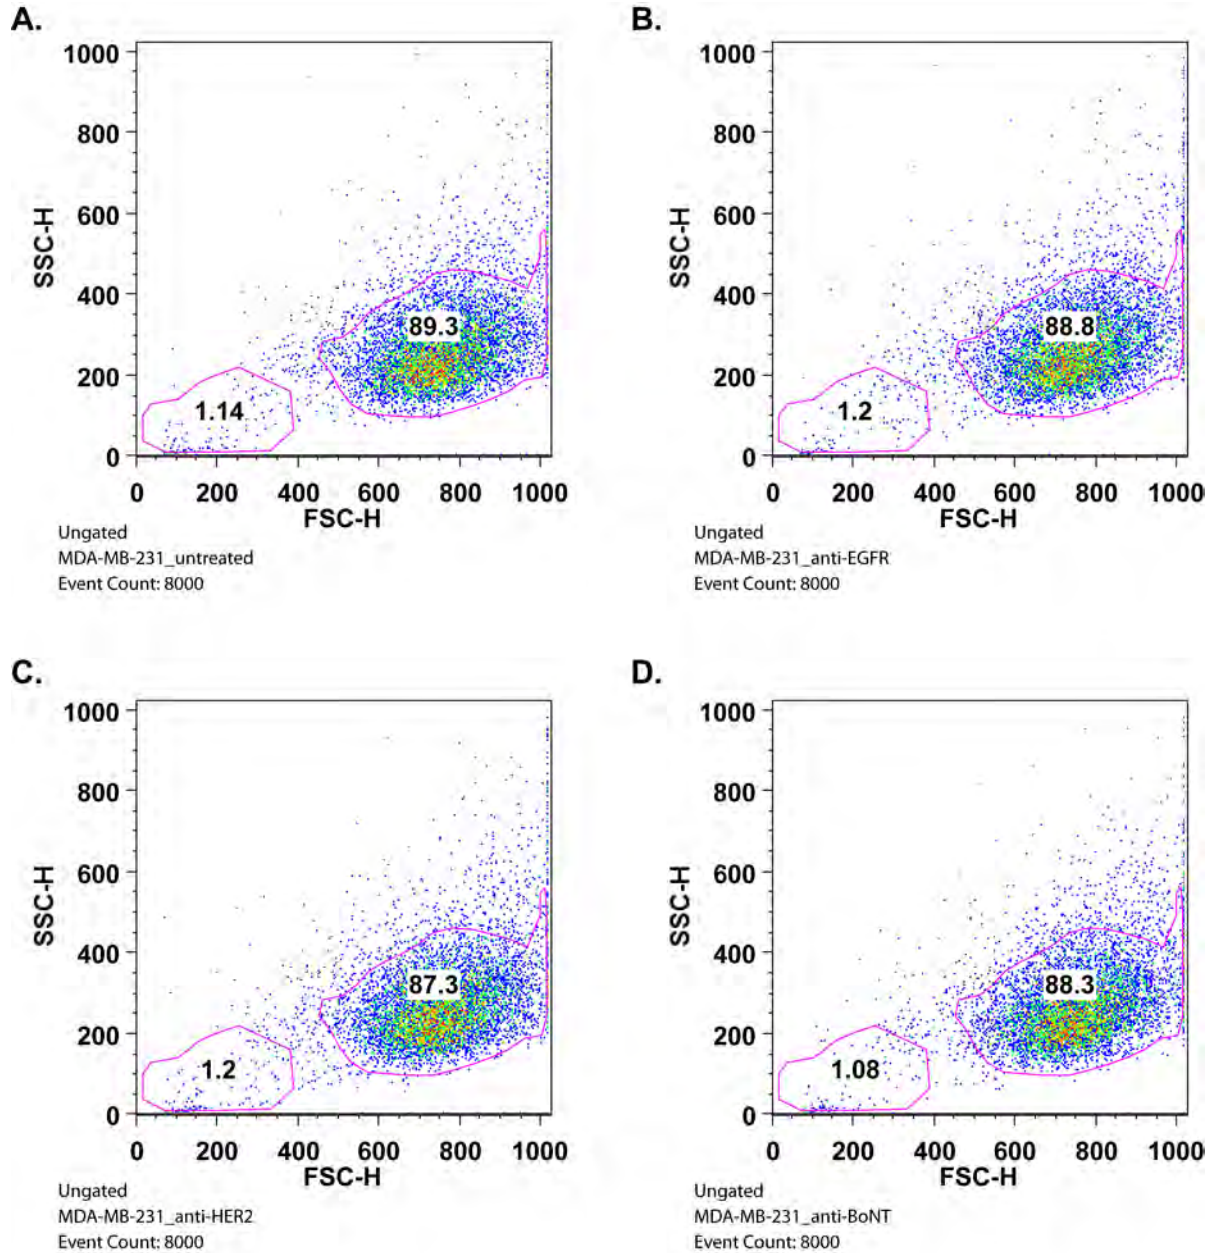 A.
1000
800
600
400
200
0
SSC-H
89.3
1.14
0 200 400 600 800 1000
FSC-H
Ungated
MDA-MB-231_untreated
Event Count: 8000
B.
1000
800
600
400
200
0
SSC-H
88.8
1.2
0 200 400 600 800 1000
FSC-H
Ungated
MDA-MB-231_anti-EGFR
Event Count: 8000
C.
1000
800
600
400
200
0
SSC-H
87.3
1.2
0 200 400 600 800 1000
FSC-H
Ungated
MDA-MB-231_anti-HER2
Event Count: 8000
D.
1000
800
600
400
200
0
SSC-H
88.3
1.08
0 200 400 600 800 1000
FSC-H
Ungated
MDA-MB-231_anti-BoNT
Event Count: 8000